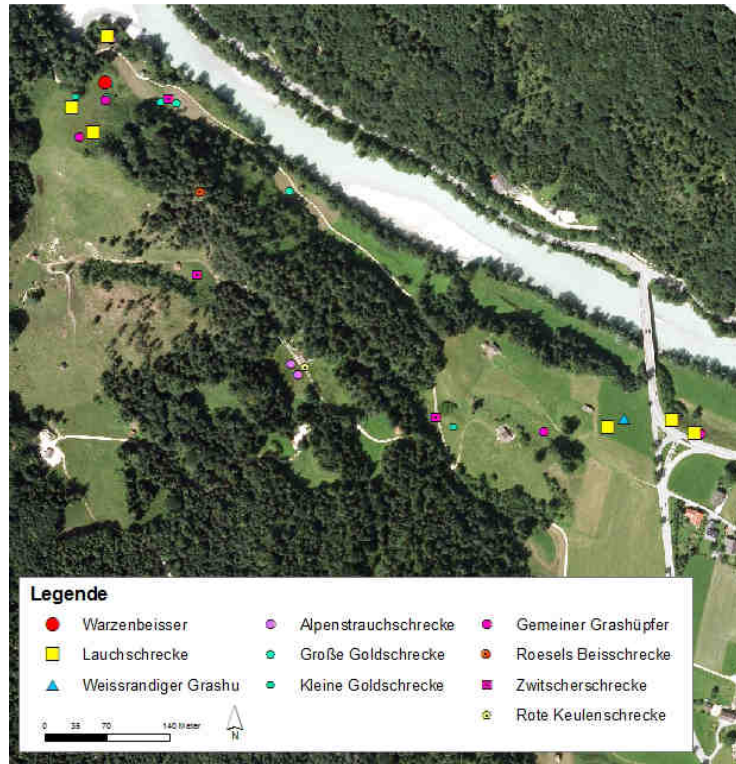 Legende
Warzenbeisser
Alpenstrauchschrecke
Gemeiner Grashüpfer
Lauchschrecke
Große Goldschrecke
Roesels Beisschrecke
Weissrandiger Grashu
Kleine Goldschrecke
Zwitscherschrecke
Rote Keulenschrecke
0 35 70 140 Meter
N